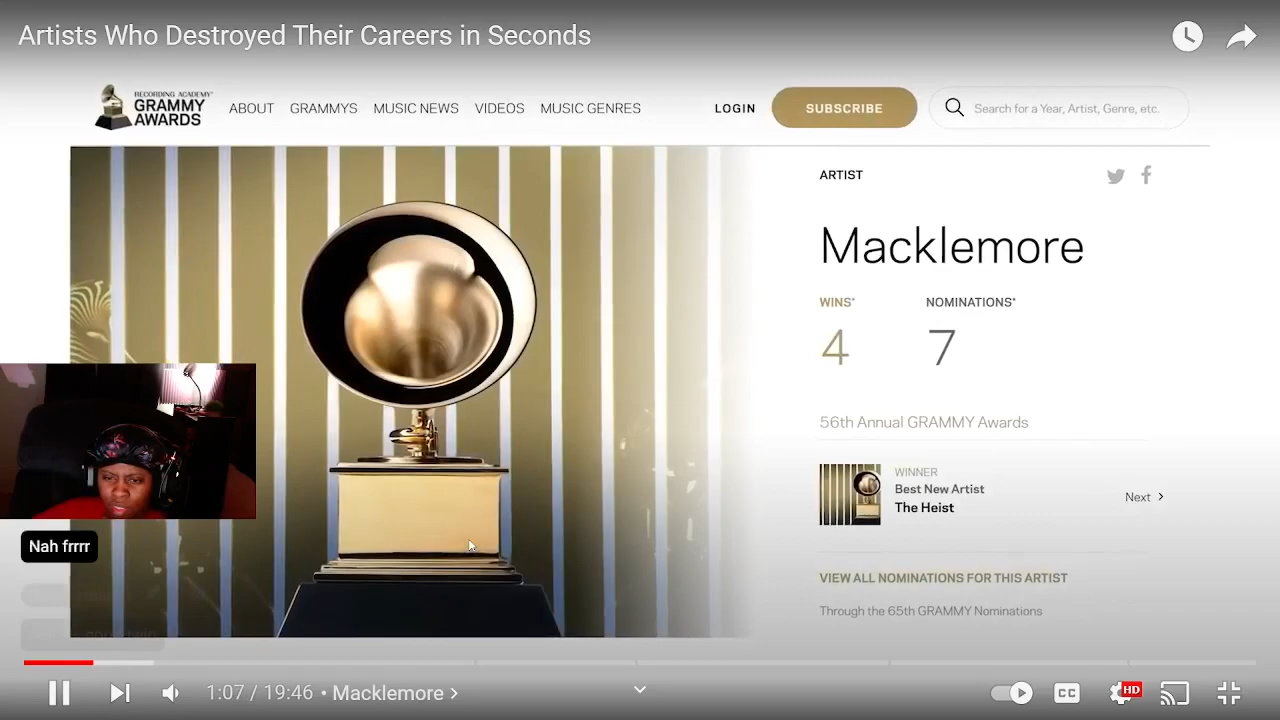 Artists Who Destroyed Their Careers in Seconds
RECORDING ACADEMY
GRAMMY
AWARDS
ABOUT GRAMMYS MUSIC NEWS VIDEOS MUSIC GENRES LOGIN SUBSCRIBE Search for a Year, Artist, Genre, etc.
ARTIST
Macklemore
WINS* NOMINATIONS*
4 7
56th Annual GRAMMY Awards
WINNER
Best New Artist
The Heist
Next
VIEW ALL NOMINATIONS FOR THIS ARTIST
Through the 65th GRAMMY Nominations
Nah frrrr
1:07 / 19:46 • Macklemore
CC
HD